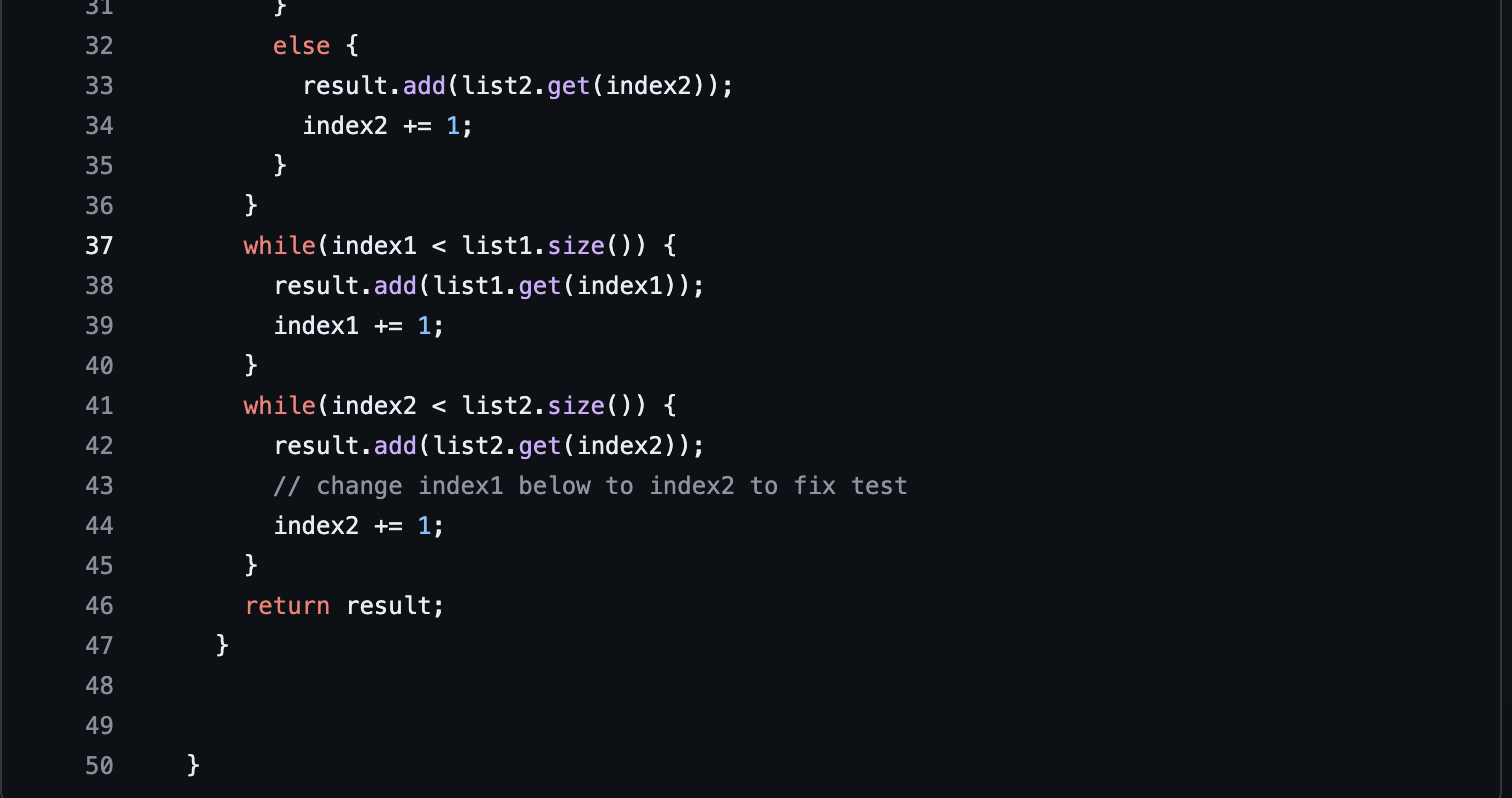 31 }
32 else {
33 result.add(list2.get(index2));
34 index2 += 1;
35 }
36 }
37 while(index1 < list1.size()) {
38 result.add(list1.get(index1));
39 index1 += 1;
40 }
41 while(index2 < list2.size()) {
42 result.add(list2.get(index2));
43 // change index1 below to index2 to fix test
44 index2 += 1;
45 }
46 return result;
47 }
48
49
50 }